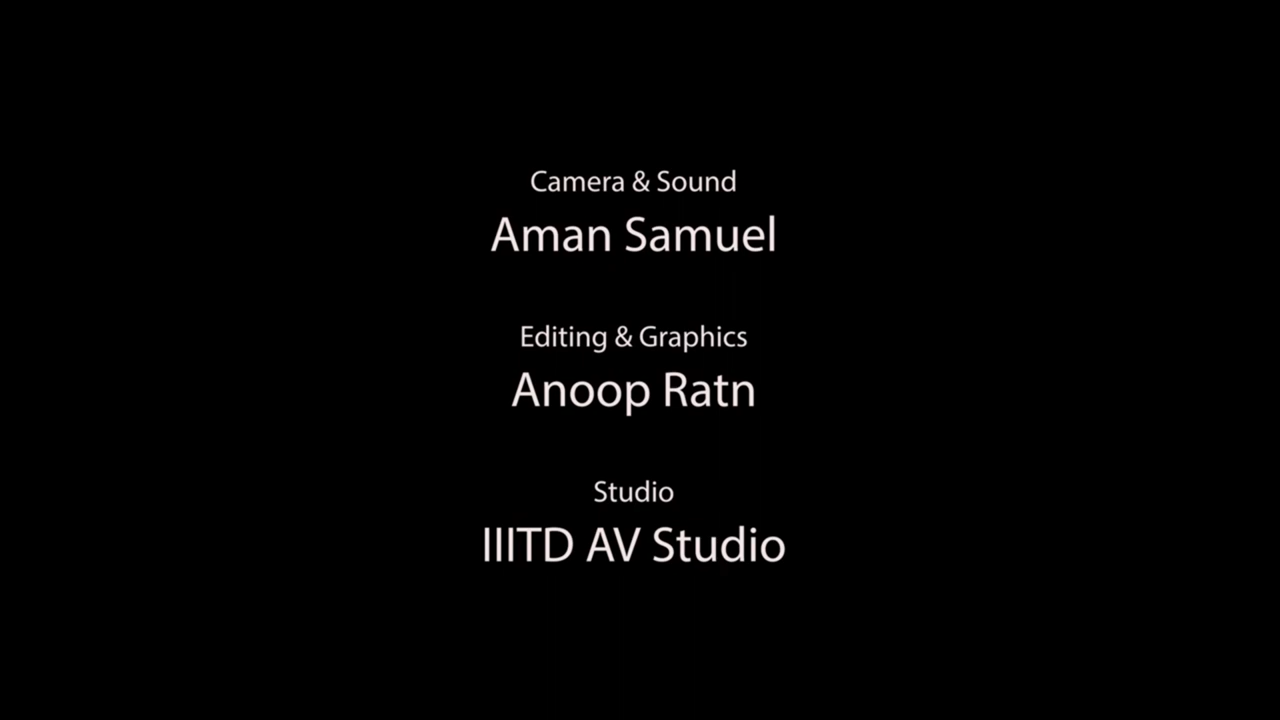 Camera & Sound
Aman Samuel
Editing & Graphics
Anoop Ratn
Studio
IIITD AV Studio